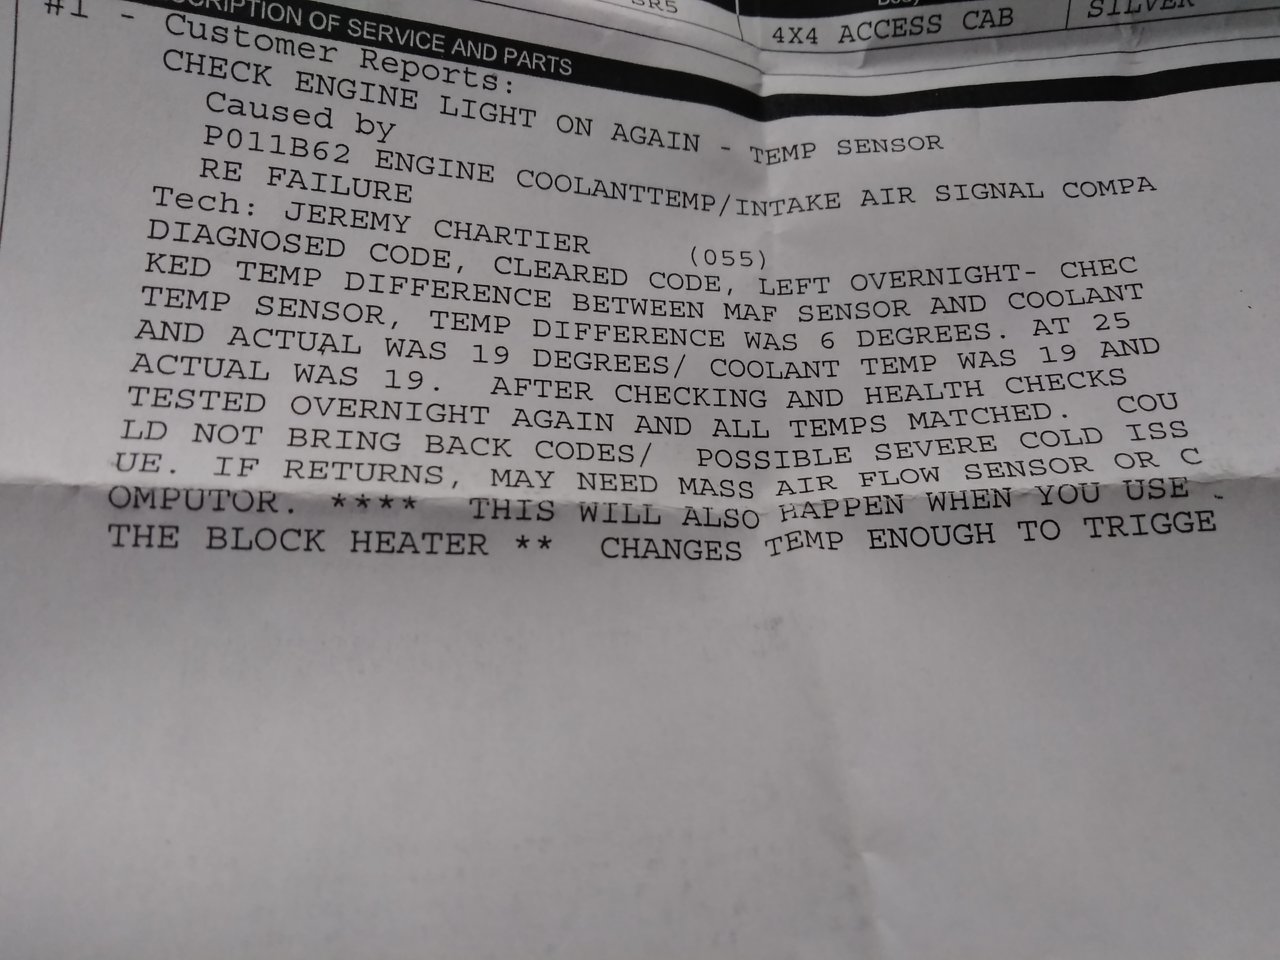 SR5
4X4 ACCESS CAB
SILVER
DESCRIPTION OF SERVICE AND PARTS
#1 - Customer Reports:
CHECK ENGINE LIGHT ON AGAIN - TEMP SENSOR
Caused by
P011B62 ENGINE COOLANTTEMP/INTAKE AIR SIGNAL COMPA
RE FAILURE
Tech: JEREMY CHARTIER (055)
DIAGNOSED CODE, CLEARED CODE, LEFT OVERNIGHT- CHEC
KED TEMP DIFFERENCE BETWEEN MAF SENSOR AND COOLANT
TEMP SENSOR, TEMP DIFFERENCE WAS 6 DEGREES. AT 25
AND ACTUAL WAS 19 DEGREES/ COOLANT TEMP WAS 19 AND
ACTUAL WAS 19. AFTER CHECKING AND HEALTH CHECKS
TESTED OVERNIGHT AGAIN AND ALL TEMPS MATCHED. COU
LD NOT BRING BACK CODES/ POSSIBLE SEVERE COLD ISS
UE. IF RETURNS, MAY NEED MASS AIR FLOW SENSOR OR C
OMPUTOR. **** THIS WILL ALSO HAPPEN WHEN YOU USE
THE BLOCK HEATER ** CHANGES TEMP ENOUGH TO TRIGGE